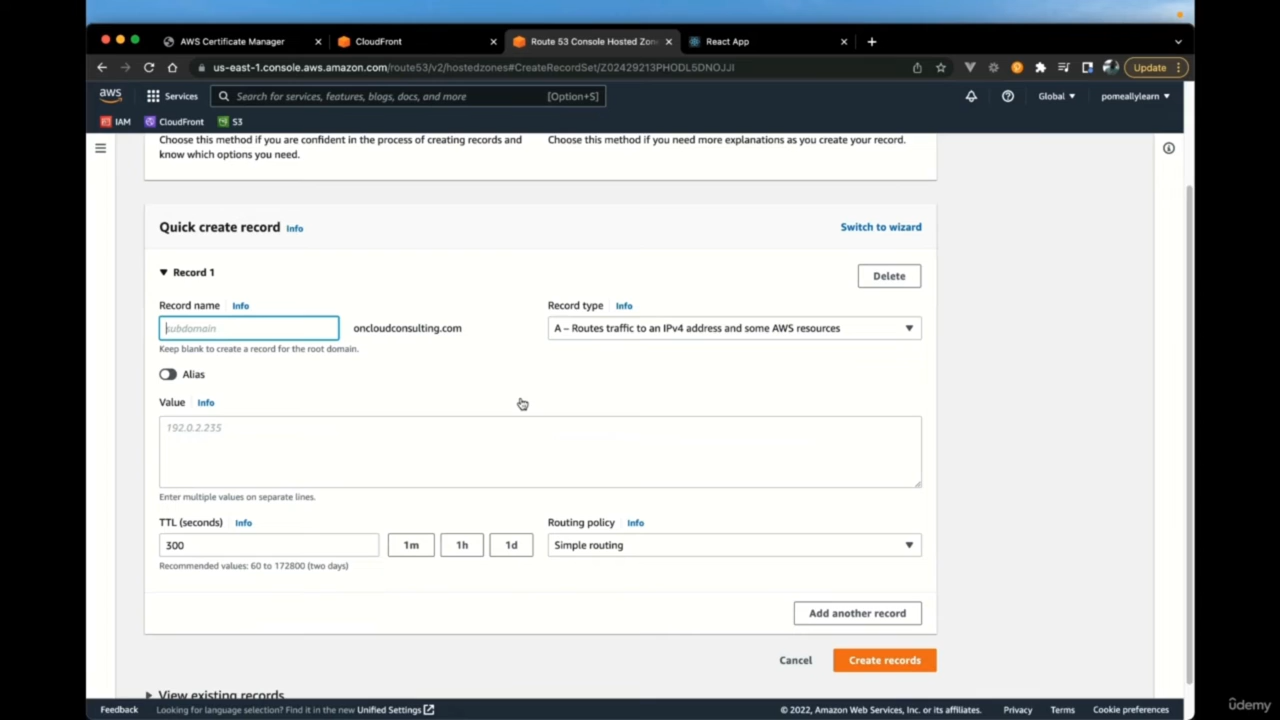 AWS Certificate Manager
CloudFront
Route 53 Console Hosted Zone
React App
us-east-1.console.aws.amazon.com/route53/v2/hostedzones#CreateRecordSet/Z02429213PHODL5DNOJJI
Update
aws
Services
Search for services, features, blogs, docs, and more
[Option+S]
Global
pomeallylearn
IAM
CloudFront
S3
Choose this method if you are confident in the process of creating records and
know which options you need.
Choose this method if you need more explanations as you create your record.
Quick create record Info
Switch to wizard
Record 1
Delete
Record name Info
Record type Info
subdomain
oncloudconsulting.com
A – Routes traffic to an IPv4 address and some AWS resources
Keep blank to create a record for the root domain.
Alias
Value Info
192.0.2.235
Enter multiple values on separate lines.
TTL (seconds) Info
Routing policy Info
300
1m
1h
1d
Simple routing
Recommended values: 60 to 172800 (two days)
Add another record
Cancel
Create records
View existing records
Feedback
Looking for language selection? Find it in the new Unified Settings
© 2022, Amazon Web Services, Inc. or its affiliates.
Privacy
Terms
Cookie preferences
ûdemy